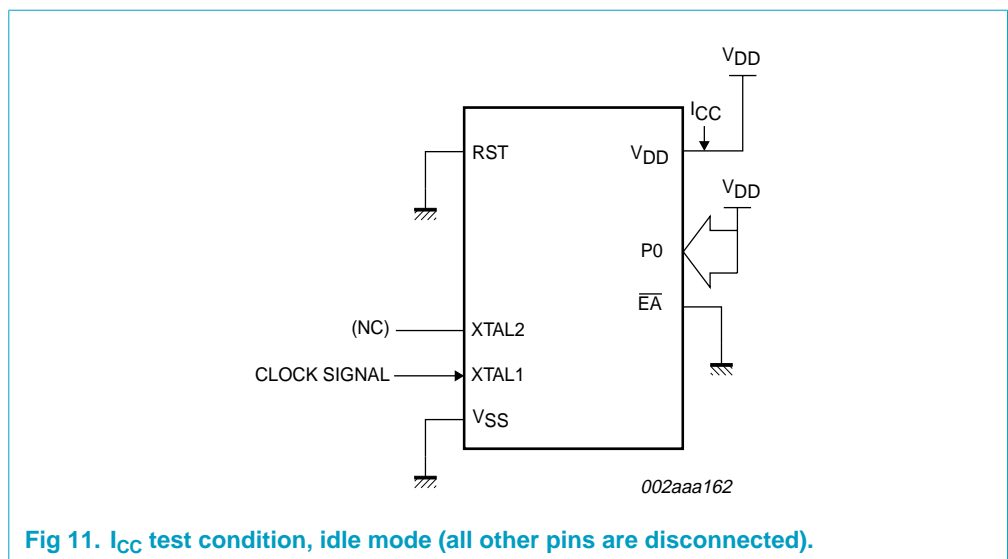 VDD
ICC
RST
VDD
VDD
P0
EA
(NC)
XTAL2
CLOCK SIGNAL
XTAL1
VSS
002aaa162
Fig 11. ICC test condition, idle mode (all other pins are disconnected).